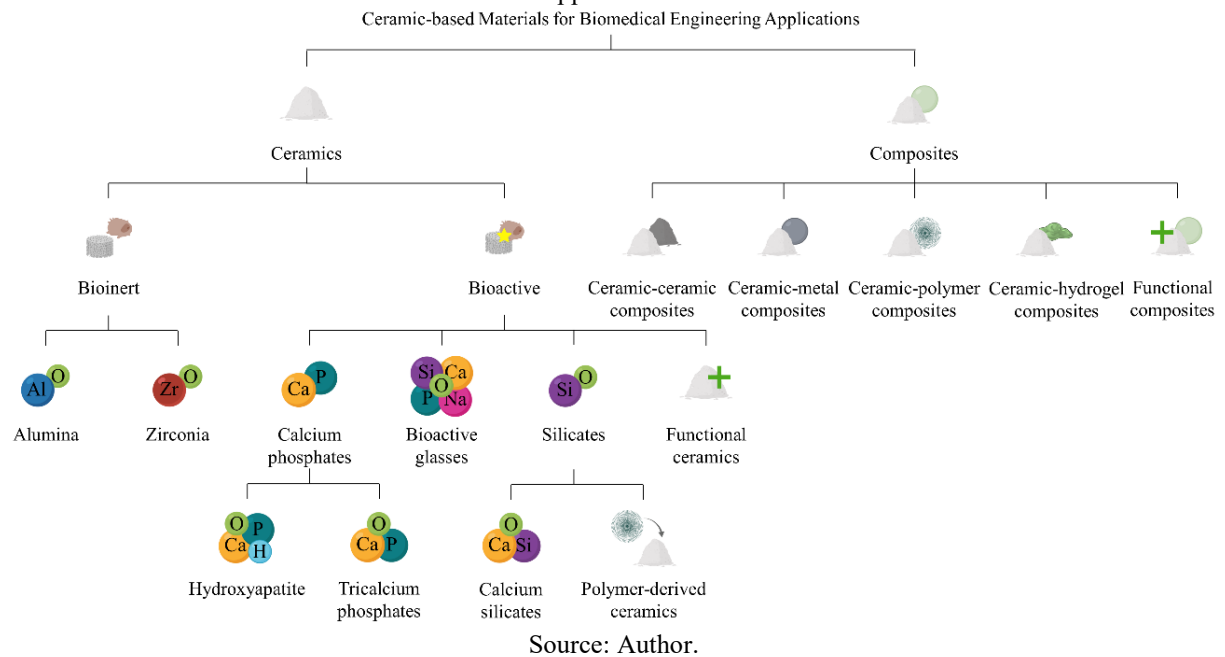 Ceramic-based Materials for Biomedical Engineering Applications
Ceramics
Composites
Bioinert
Bioactive
Ceramic-ceramic
composites
Ceramic-metal
composites
Ceramic-polymer
composites
Ceramic-hydrogel
composites
Functional
composites
Al
O
Zr
O
Ca
P
Si
Ca
O
P
Na
Si
O
Alumina
Zirconia
Calcium
phosphates
Bioactive
glasses
Silicates
Functional
ceramics
O
P
Ca
H
O
Ca
P
O
Ca
Si
Hydroxyapatite
Tricalcium
phosphates
Calcium
silicates
Polymer-derived
ceramics
Source: Author.